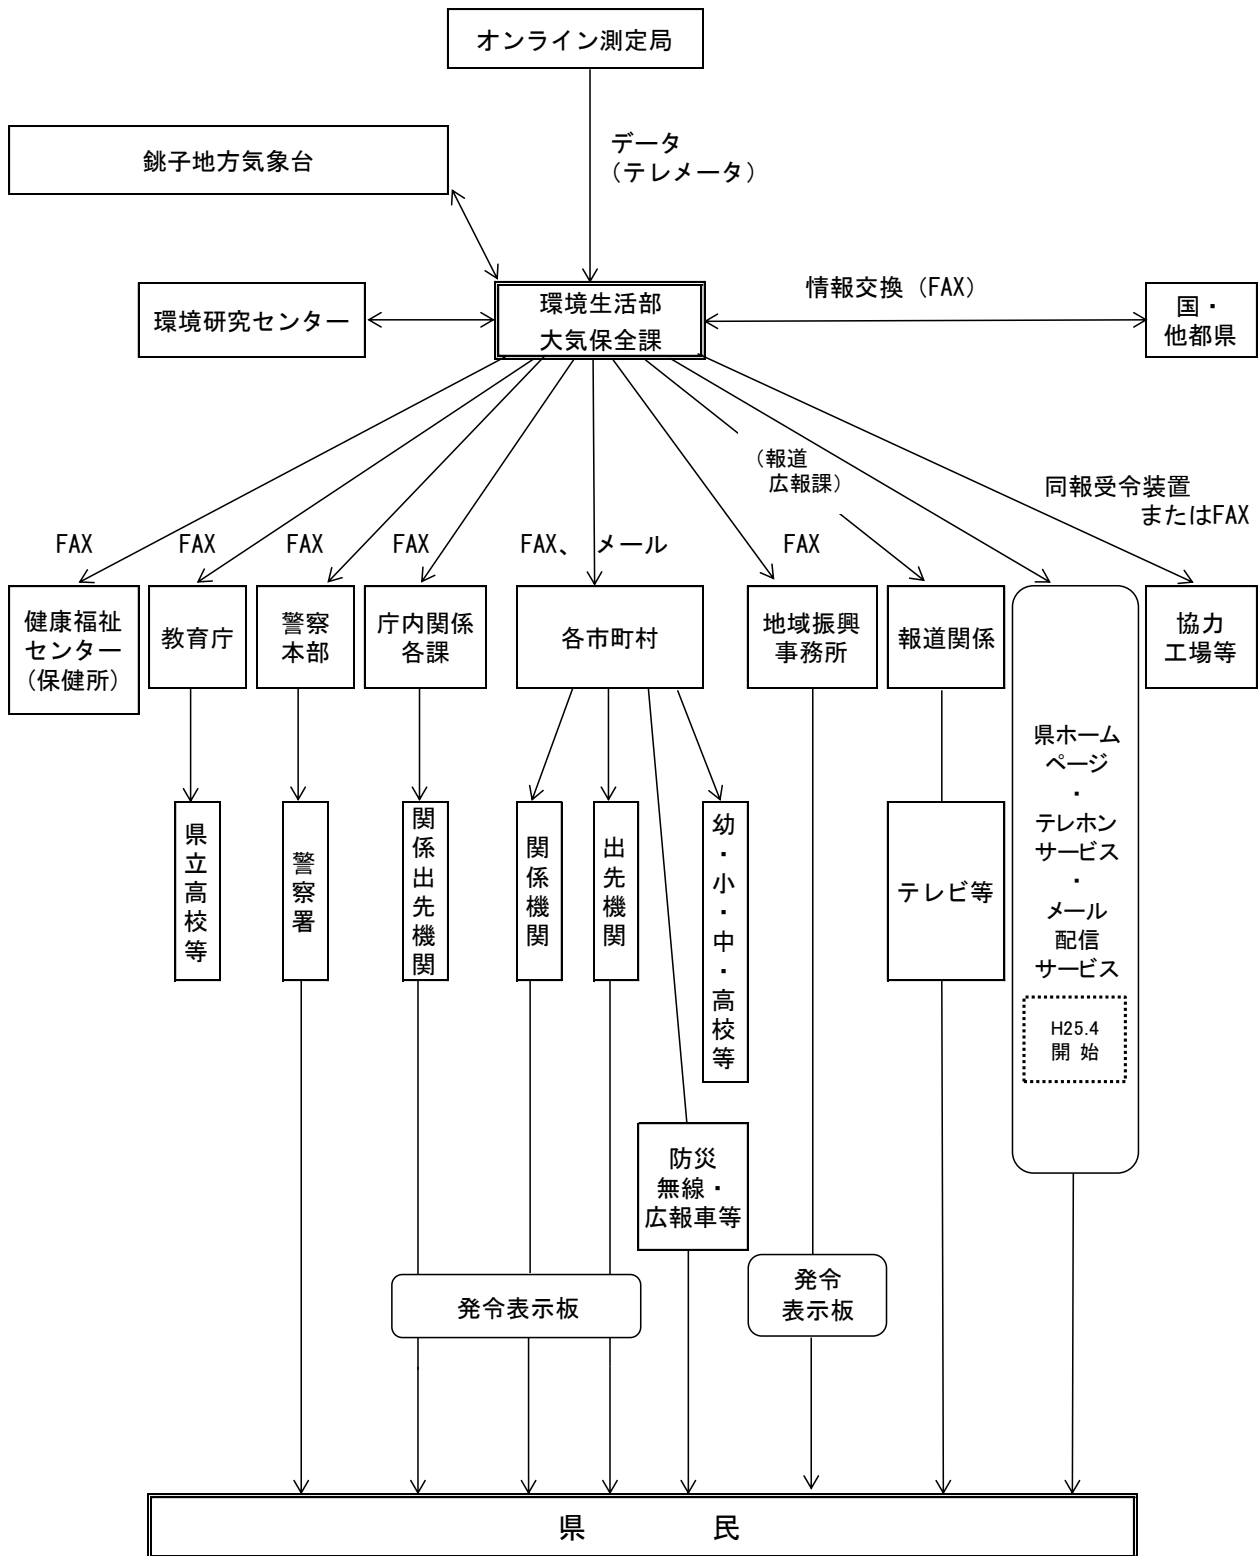 オンライン測定局
銚子地方気象台
データ
(テレメータ)
環境研究センター
環境生活部
大気保全課
情報交換(FAX)
国・
他都県
(報道
広報課)
同報受令装置
またはFAX
FAX
FAX
FAX
FAX
FAX、 メール
FAX
健康福祉
センター
(保健所)
教育庁
警察
本部
庁内関係
各課
各市町村
地域振興
事務所
報道関係
協力
工場等
県ホーム
ページ
・
テレホン
サービス
・
メール
配信
サービス
H25.4
開 始
県立高校等
警察署
関係出先機関
関係機関
出先機関
幼・小・中・高校等
テレビ等
防災
無線・
広報車等
発令表示板
発令
表示板
県 民